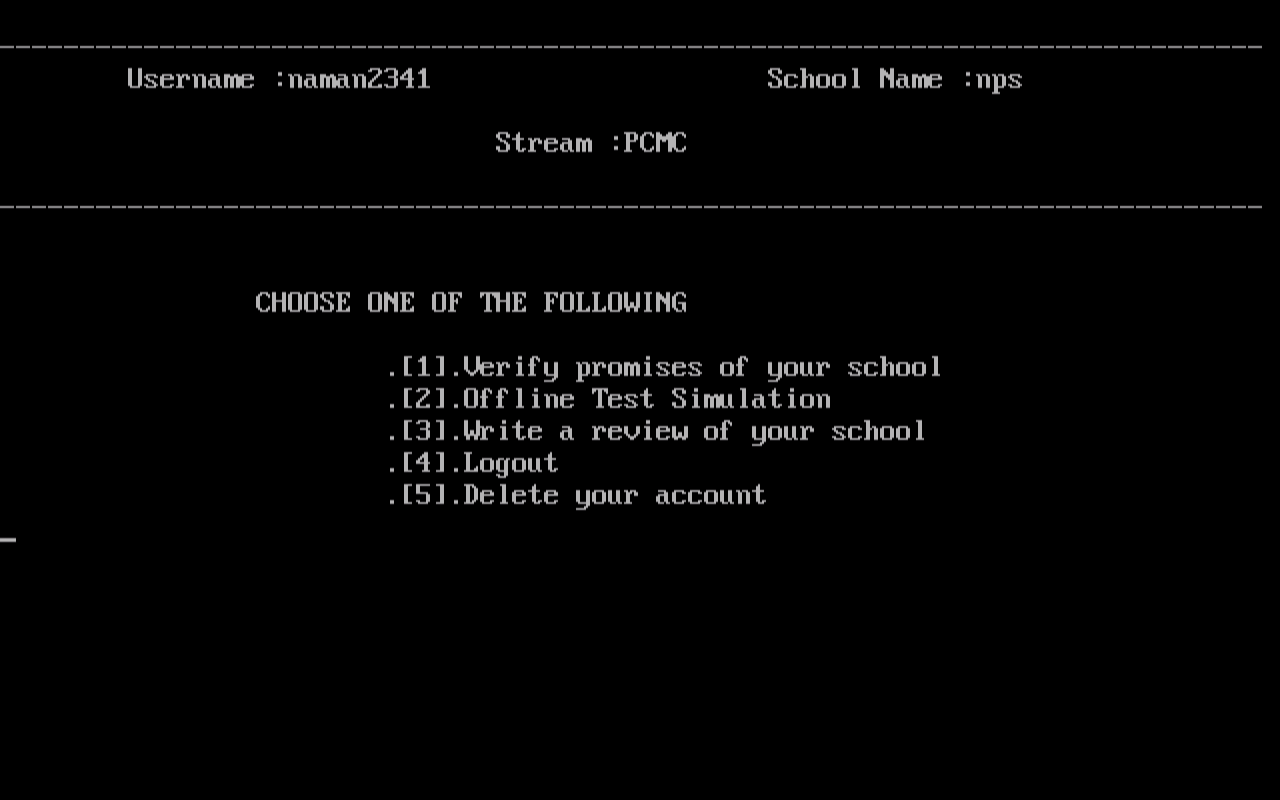 Username :naman2341 School Name :nps
Stream :PCMC
CHOOSE ONE OF THE FOLLOWING
.[1].Verify promises of your school
.[2].Offline Test Simulation
.[3].Write a review of your school
.[4].Logout
.[5].Delete your account